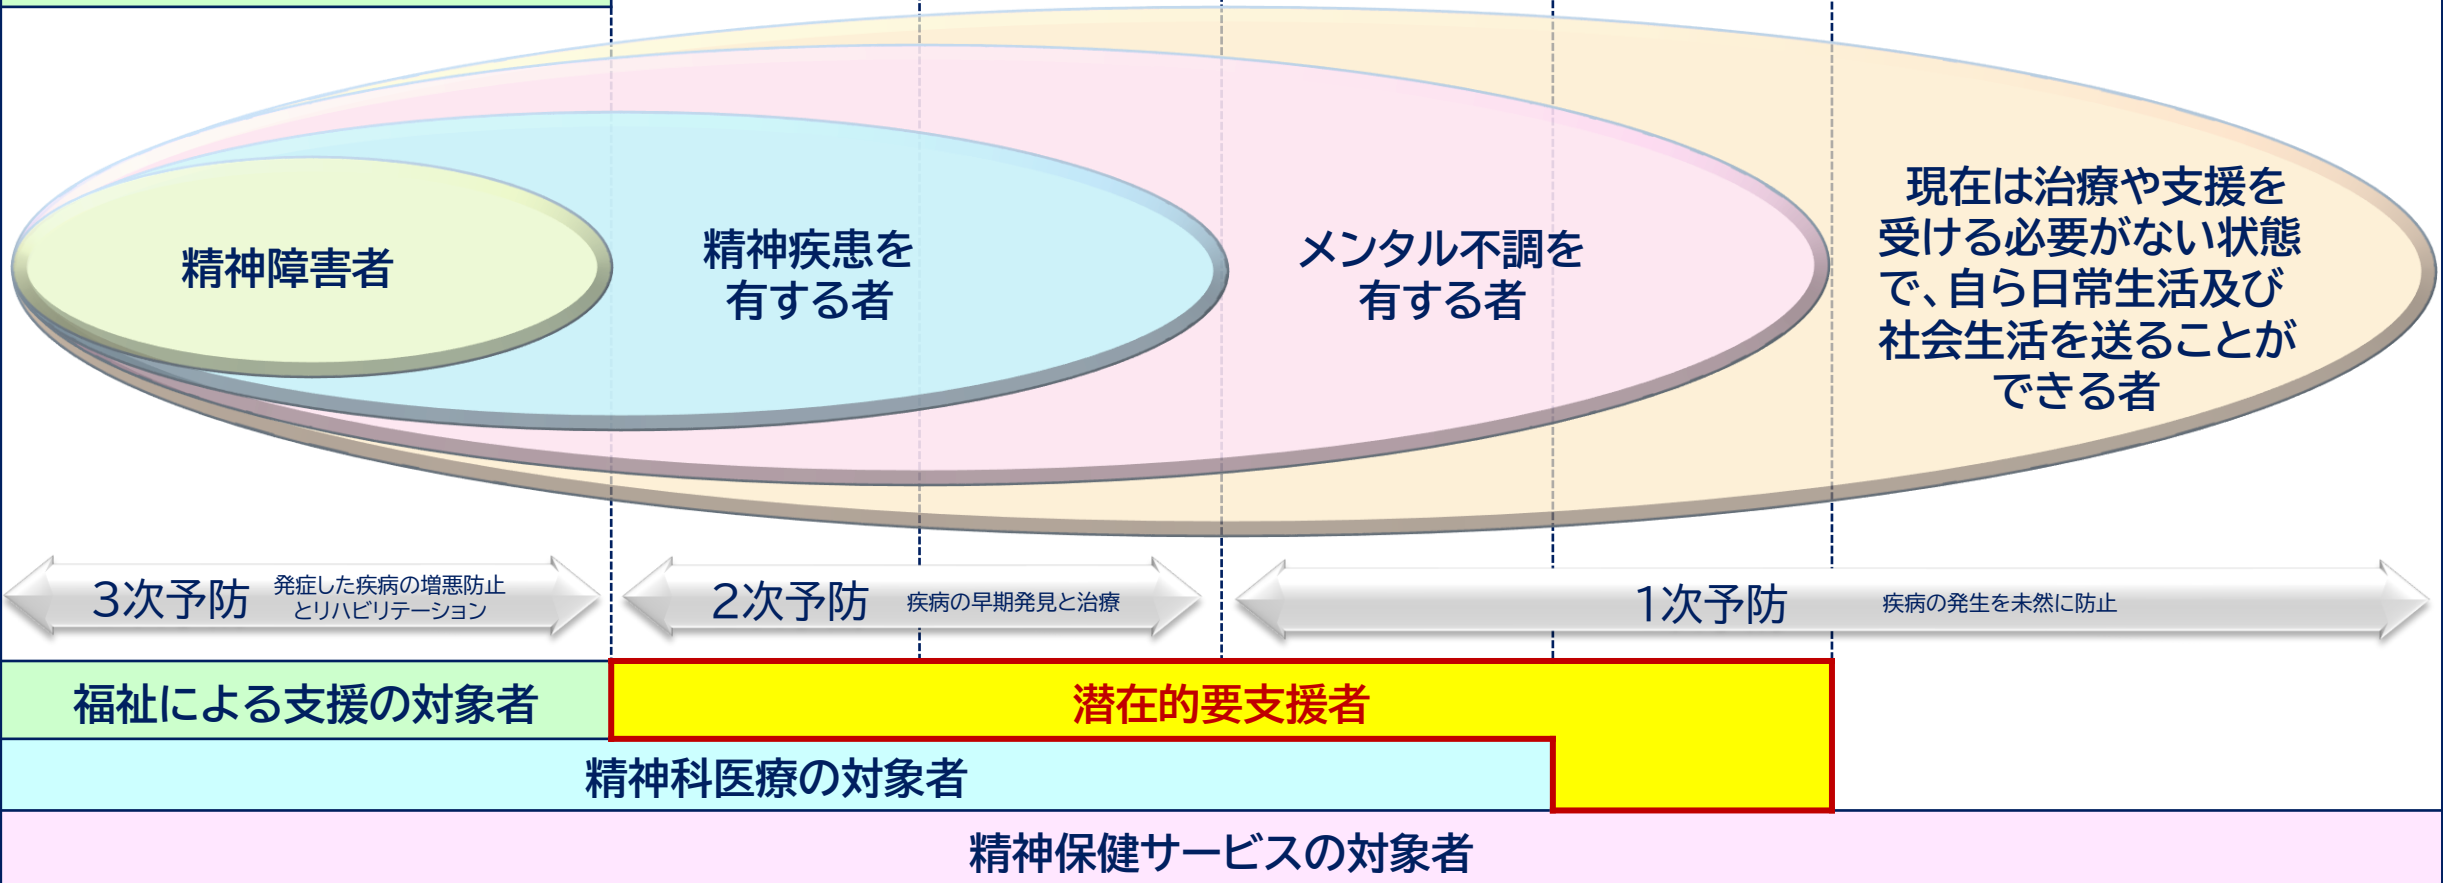 精神障害者
精神疾患を
有する者
メンタル不調を
有する者
現在は治療や支援を
受ける必要がない状態
で、自ら日常生活及び
社会生活を送ることが
できる者
3次予防
発症した疾病の増悪防止
とリハビリテーション
2次予防
疾病の早期発見と治療
1次予防
疾病の発生を未然に防止
福祉による支援の対象者
潜在的要支援者
精神科医療の対象者
精神保健サービスの対象者